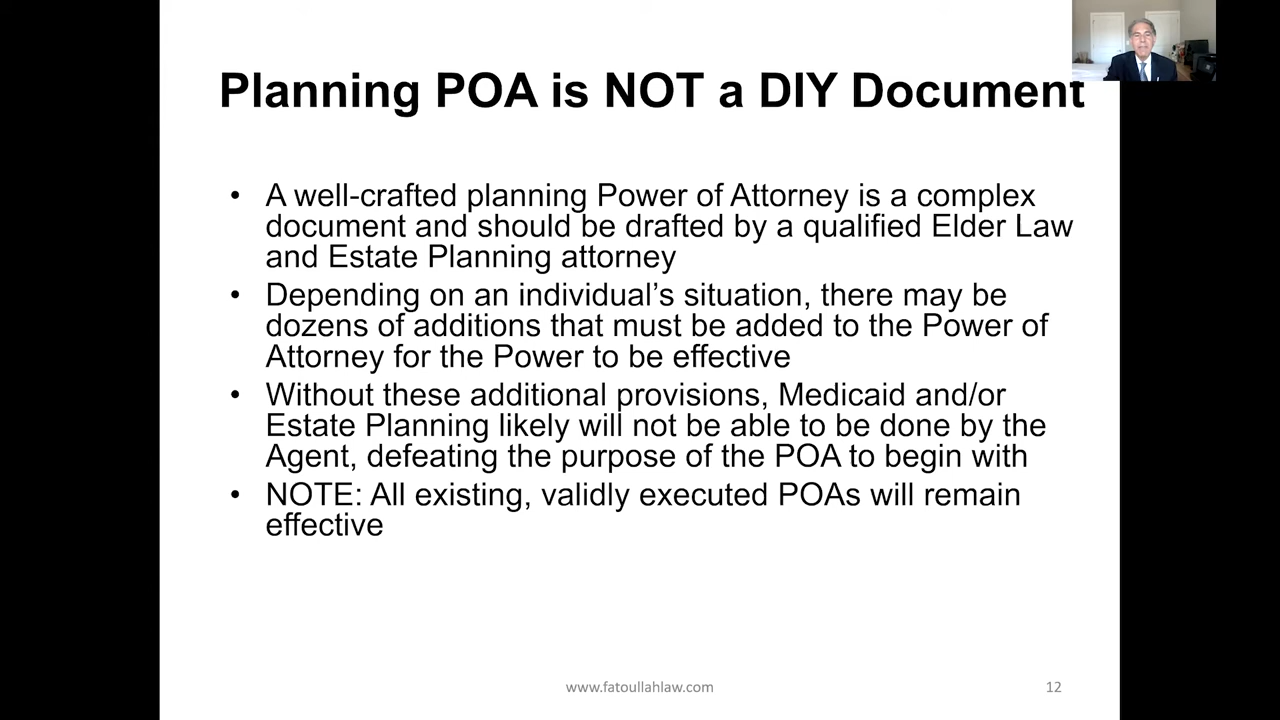 Planning POA is NOT a DIY Document
• A well-crafted planning Power of Attorney is a complex
document and should be drafted by a qualified Elder Law
and Estate Planning attorney
• Depending on an individual’s situation, there may be
dozens of additions that must be added to the Power of
Attorney for the Power to be effective
• Without these additional provisions, Medicaid and/or
Estate Planning likely will not be able to be done by the
Agent, defeating the purpose of the POA to begin with
• NOTE: All existing, validly executed POAs will remain
effective
www.fatoullahlaw.com
12